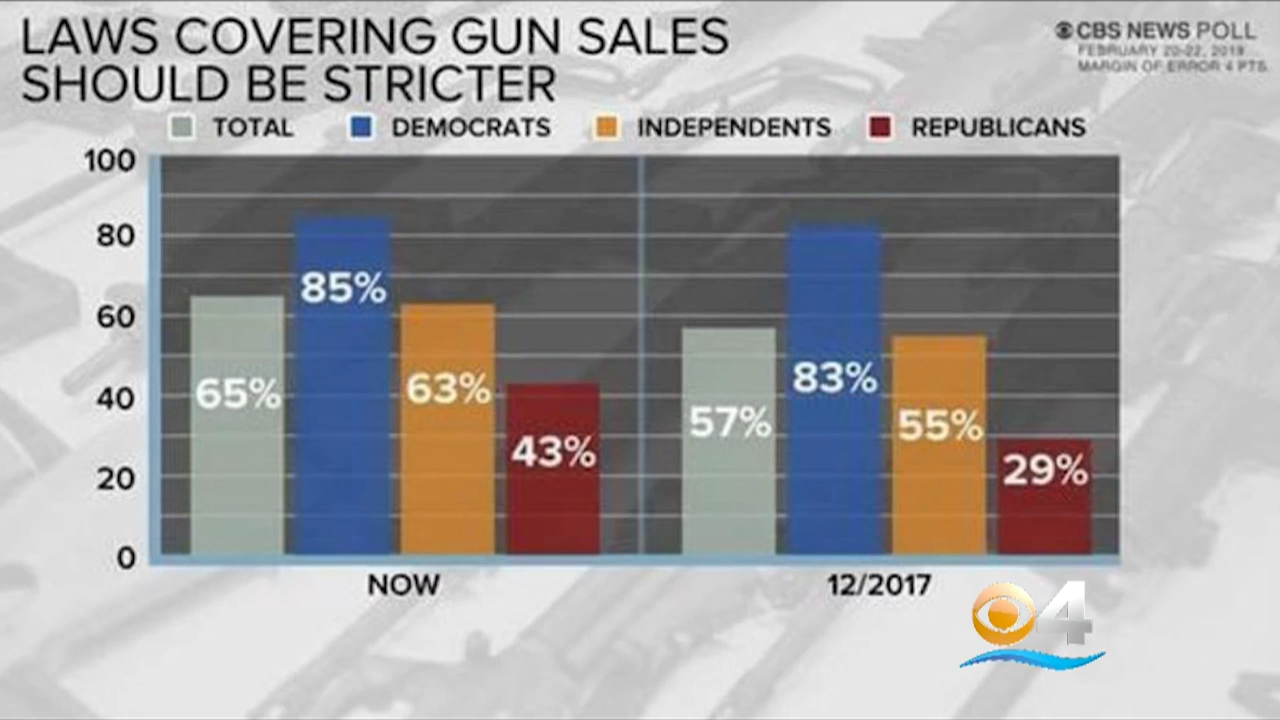 LAWS COVERING GUN SALES
SHOULD BE STRICTER
CBS NEWS POLL
FEBRUARY 20-22, 2018
MARGIN OF ERROR 4 PTS
TOTAL DEMOCRATS INDEPENDENTS REPUBLICANS
100
80
60
40
20
0
65% 85% 63% 43%
57% 83% 55% 29%
NOW 12/2017
4